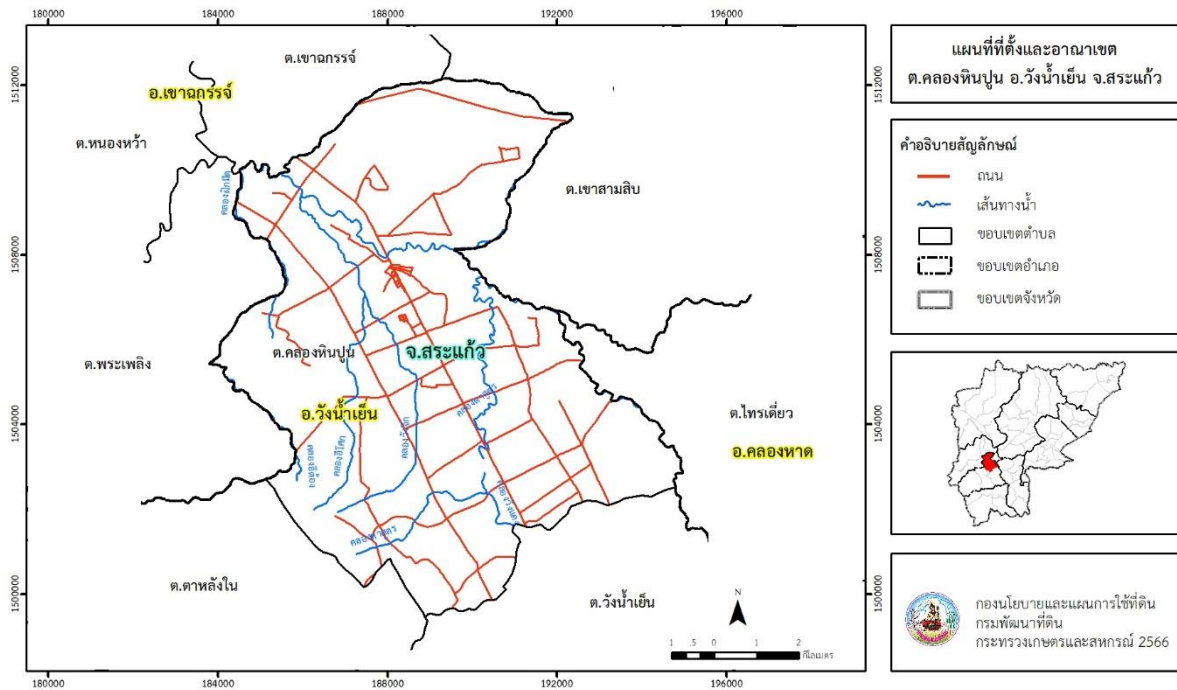 180000
184000
188000
192000
196000
1512000
1508000
1504000
1500000
ต.เขาฉกรรจ์
อ.เขาฉกรรจ์
ต.หนองหว้า
ต.เขาสามสิบ
ต.คลองหินปูน
จ.สระแก้ว
ต.พระเพลิง
อ.วังน้ำเย็น
ต.ไทรเดี่ยว
อ.คลองหาด
ต.ตาหลังใน
ต.วังน้ำเย็น
N
1 .5 0 1 2
กิโลเมตร
1512000
1508000
1504000
1500000
180000
184000
188000
192000
196000
แผนที่ที่ตั้งและอาณาเขต
ต.คลองหินปูน อ.วังน้ำเย็น จ.สระแก้ว
คำอธิบายสัญลักษณ์
ถนน
เส้นทางน้ำ
ขอบเขตตำบล
ขอบเขตอำเภอ
ขอบเขตจังหวัด
กองนโยบายและแผนการใช้ที่ดิน
กรมพัฒนาที่ดิน
กระทรวงเกษตรและสหกรณ์ 2566